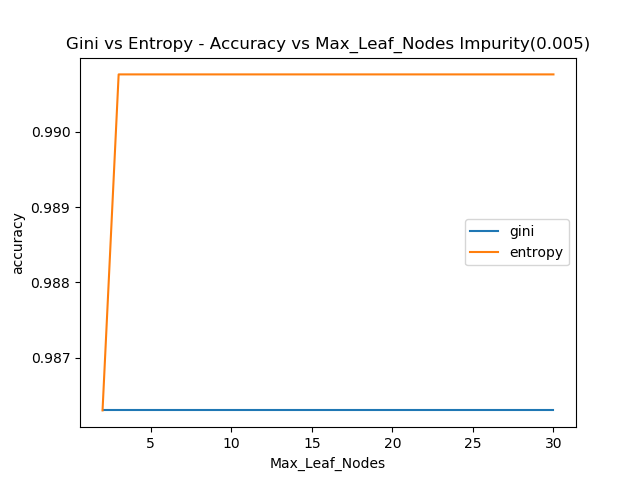 Gini vs Entropy - Accuracy vs Max_Leaf_Nodes Impurity(0.005)
accuracy
0.990
0.989
0.988
0.987
gini
entropy
5 10 15 20 25 30
Max_Leaf_Nodes